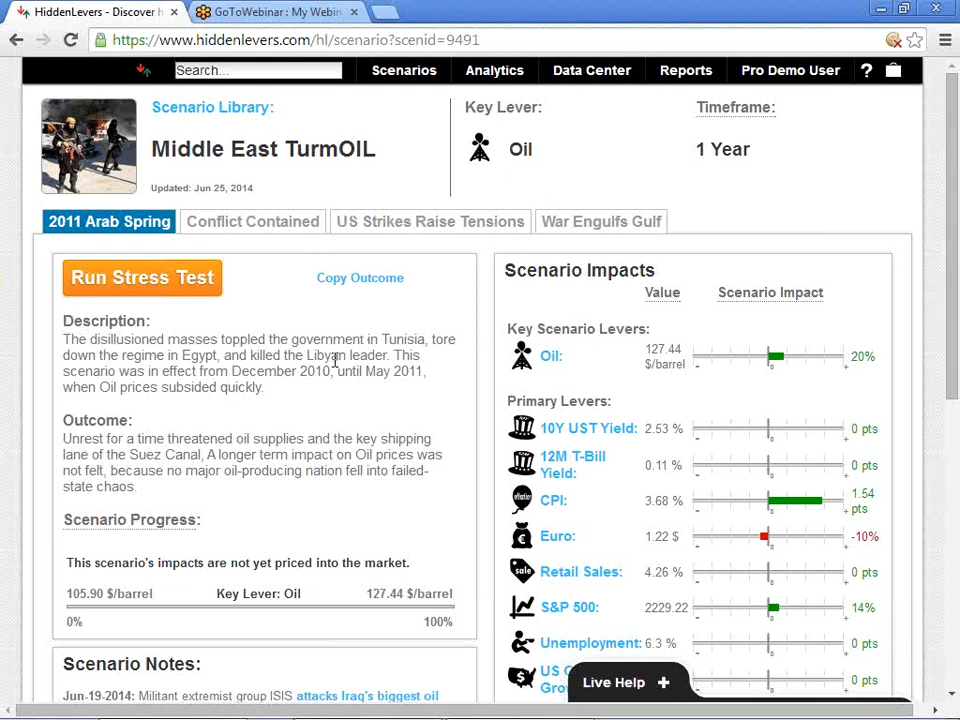 HiddenLevers - Discover h
GoToWebinar : My Webin
https://www.hiddenlevers.com/hl/scenario?scenid=9491
Search... Scenarios Analytics Data Center Reports Pro Demo User ?
Scenario Library:
Middle East TurmOIL
Updated: Jun 25, 2014
Key Lever:
Oil
Timeframe:
1 Year
2011 Arab Spring Conflict Contained US Strikes Raise Tensions War Engulfs Gulf
Run Stress Test Copy Outcome
Description:
The disillusioned masses toppled the government in Tunisia, tore
down the regime in Egypt, and killed the Libyan leader. This
scenario was in effect from December 2010, until May 2011,
when Oil prices subsided quickly.
Outcome:
Unrest for a time threatened oil supplies and the key shipping
lane of the Suez Canal, A longer term impact on Oil prices was
not felt, because no major oil-producing nation fell into failed-
state chaos.
Scenario Progress:
This scenario's impacts are not yet priced into the market.
105.90 $/barrel Key Lever: Oil 127.44 $/barrel
0% 100%
Scenario Notes:
Jun-19-2014: Militant extremist group ISIS attacks Iraq's biggest oil
Scenario Impacts
Value Scenario Impact
Key Scenario Levers:
Oil: 127.44 $/barrel - 0 + 20%
Primary Levers:
10Y UST Yield: 2.53 % - 0 + 0 pts
12M T-Bill Yield: 0.11 % - 0 + 0 pts
inflation
CPI: 3.68 % - 0 + 1.54 pts
Euro: 1.22 $ - 0 + -10%
sale
Retail Sales: 4.26 % - 0 + 0 pts
S&P 500: 2229.22 - 0 + 14%
Unemployment: 6.3 % - 0 + 0 pts
US 0 pts
Live Help +